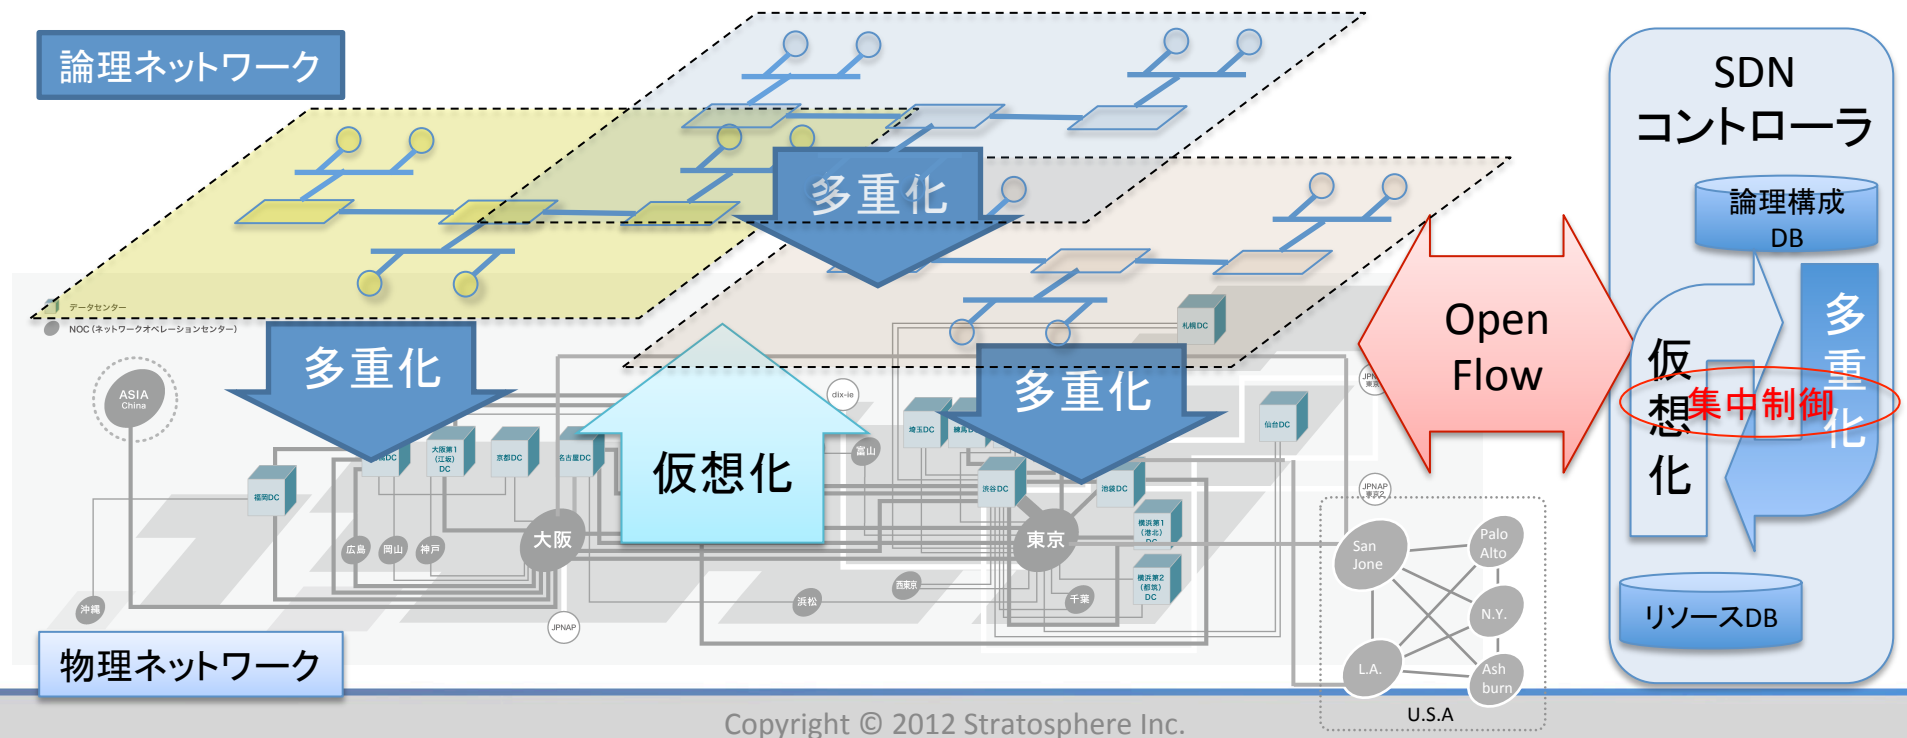 論理ネットワーク
SDN
コントローラ
論理構成
DB
多重化
多重化
多重化
多重化
仮想化
仮想化
集中制御
Open
Flow
リソースDB
データセンター
NOC (ネットワークオペレーションセンター)
ASIA
China
札幌DC
dix-ie
埼玉DC
仙台DC
富山
大阪第1
(江坂)
DC
京都DC
名古屋DC
福岡DC
渋谷DC
池袋DC
JPNAP
東京2
横浜第1
(港北)
DC
大阪
東京
広島
岡山
神戸
西東京
横浜第2
(都筑)
DC
千葉
浜松
沖縄
JPNAP
San
Jone
Palo
Alto
N.Y.
L.A.
Ash
burn
U.S.A
物理ネットワーク
Copyright © 2012 Stratosphere Inc.